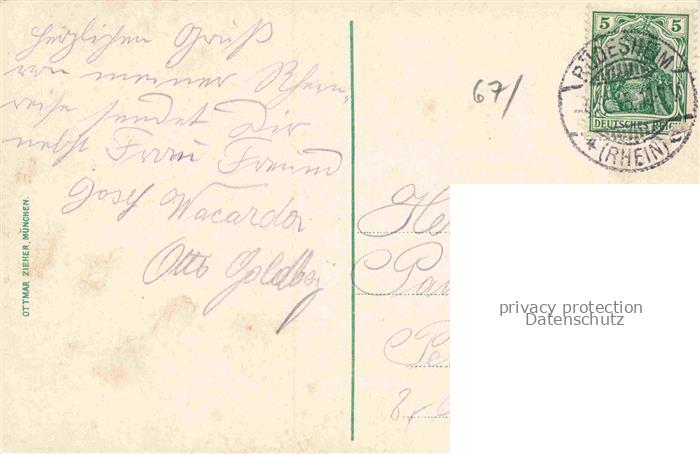 Herzlichen Gruß
von meiner Rhein-
reise sendet Dir
nebst Frau Freund
Josef
Otto Goldberg
OTTMAR ZIEHER, MÜNCHEN.
67/
5 5
RÜDESHEIM
DEUTSCHES REICH
* (RHEIN)
privacy protection
Datenschutz